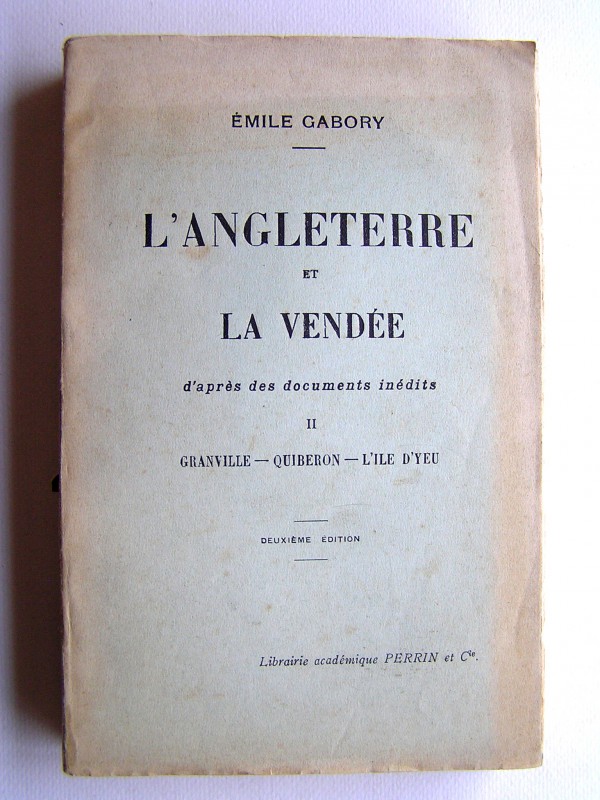 ÉMILE GABORY
L'ANGLETERRE
ET
LA VENDÉE
d'après des documents inédits
II
GRANVILLE — QUIBERON — L'ILE D'YEU
DEUXIÈME ÉDITION
Librairie académique PERRIN et Cie.